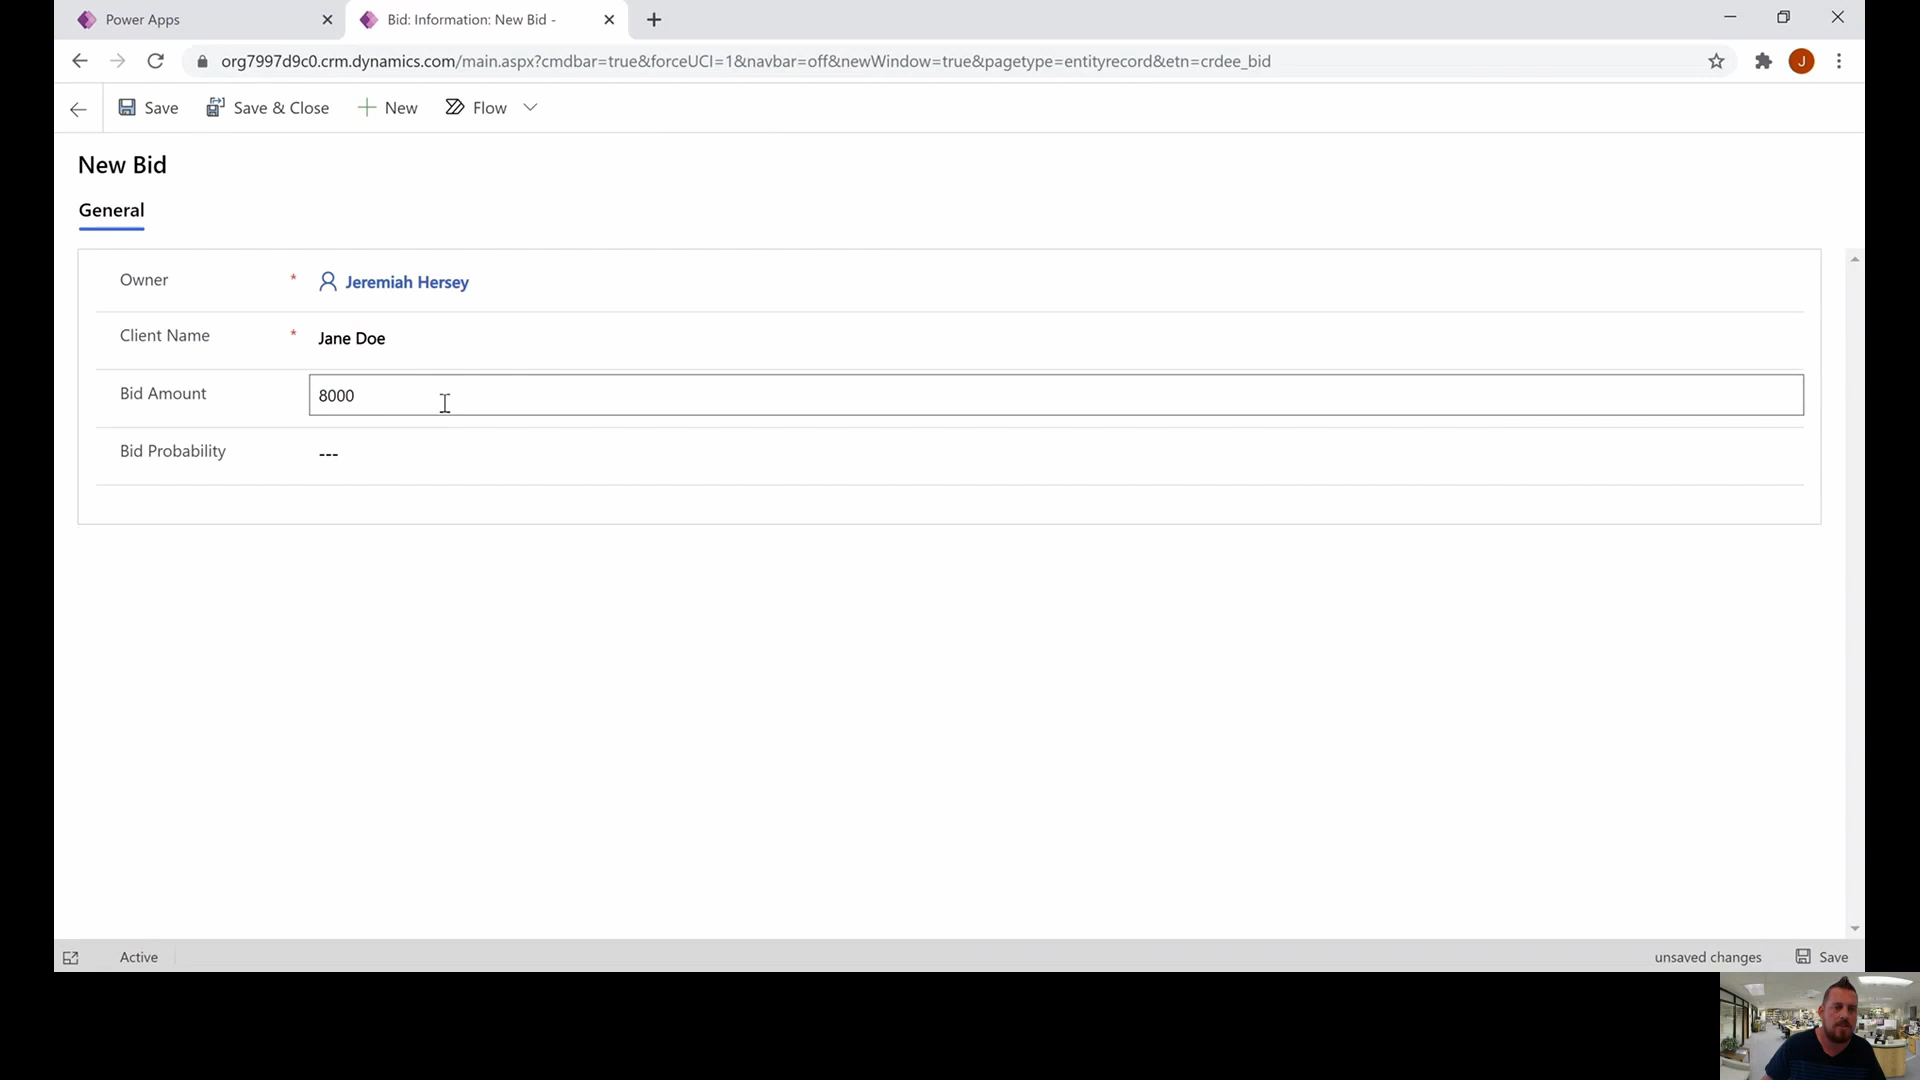 Power Apps
Bid: Information: New Bid -
org7997d9c0.crm.dynamics.com/main.aspx?cmdbar=true&forceUCI=1&navbar=off&newWindow=true&pagetype=entityrecord&etn=crdee_bid
J
Save
Save & Close
New
Flow
New Bid
General
Owner * Jeremiah Hersey
Client Name * Jane Doe
Bid Amount 8000
Bid Probability ---
Active
unsaved changes
Save